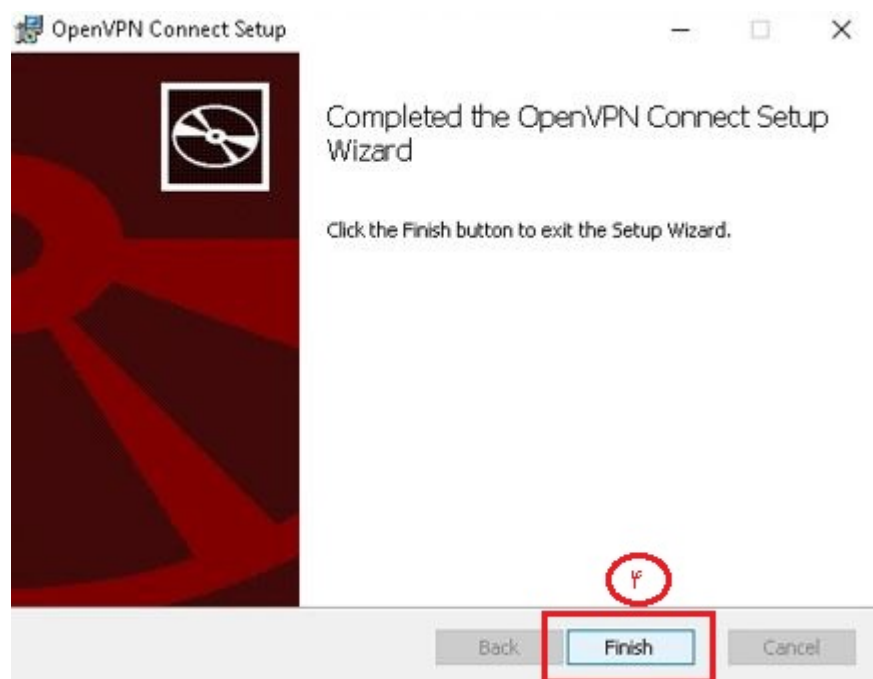 OpenVPN Connect Setup
Completed the OpenVPN Connect Setup
Wizard
Click the Finish button to exit the Setup Wizard.
۴
Back
Finish
Cancel